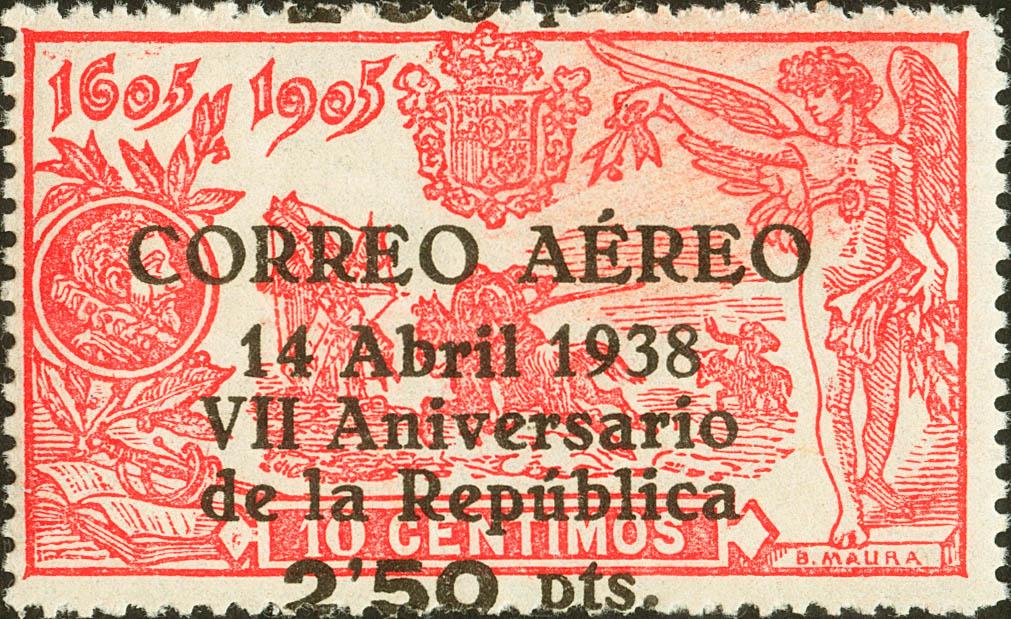 1605 1905
CORREO AÉREO
14 Abril 1938
VII Aniversario
de la República
10 CENTIMOS
B. MAURA
2'50 pts.